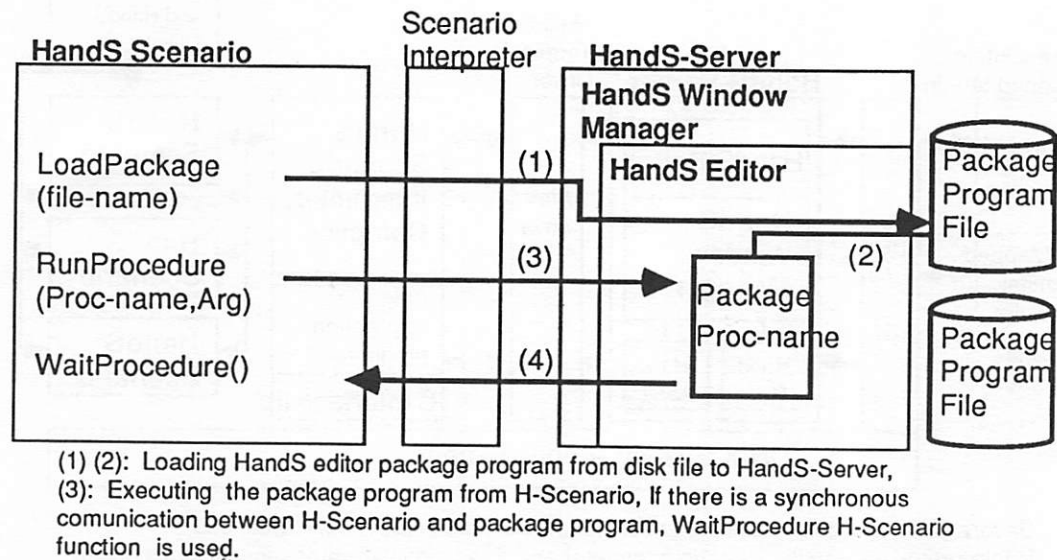 HandS Scenario
Scenario
Interpreter
HandS-Server
HandS Window
Manager
HandS Editor
LoadPackage
(file-name)
(1)
Package
Program
File
(2)
RunProcedure
(Proc-name,Arg)
(3)
Package
Proc-name
WaitProcedure()
(4)
Package
Program
File
(1) (2): Loading HandS editor package program from disk file to HandS-Server,
(3): Executing the package program from H-Scenario, If there is a synchronous
comunication between H-Scenario and package program, WaitProcedure H-Scenario
function is used.